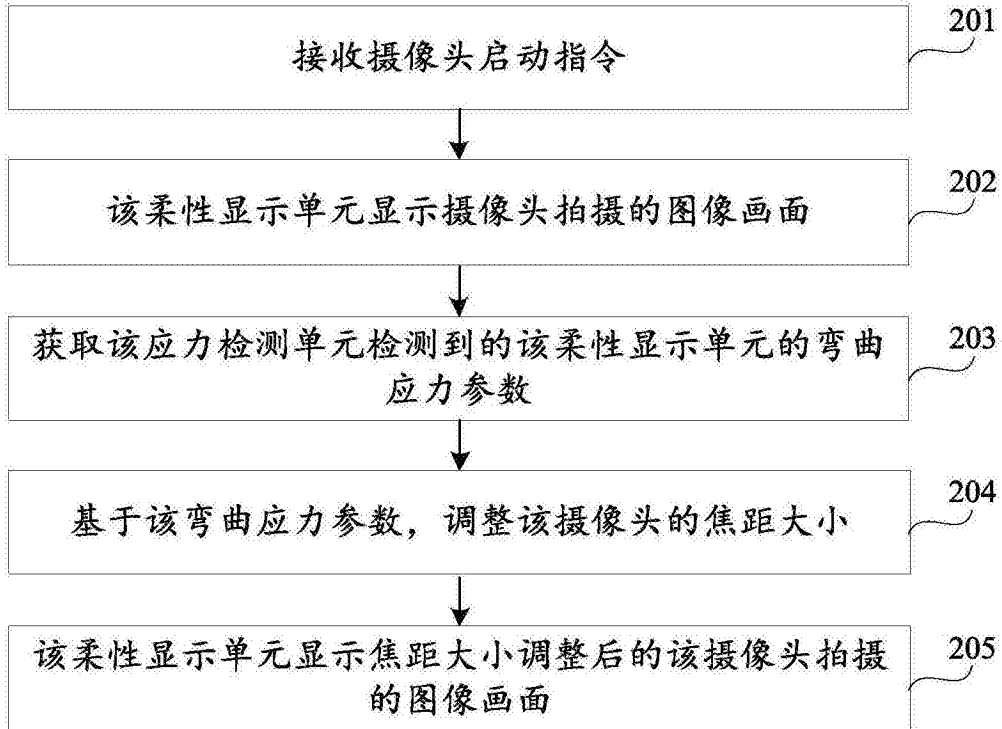 接收摄像头启动指令
201
该柔性显示单元显示摄像头拍摄的图像画面
202
获取该应力检测单元检测到的该柔性显示单元的弯曲
应力参数
203
基于该弯曲应力参数，调整该摄像头的焦距大小
204
该柔性显示单元显示焦距大小调整后的该摄像头拍摄
的图像画面
205